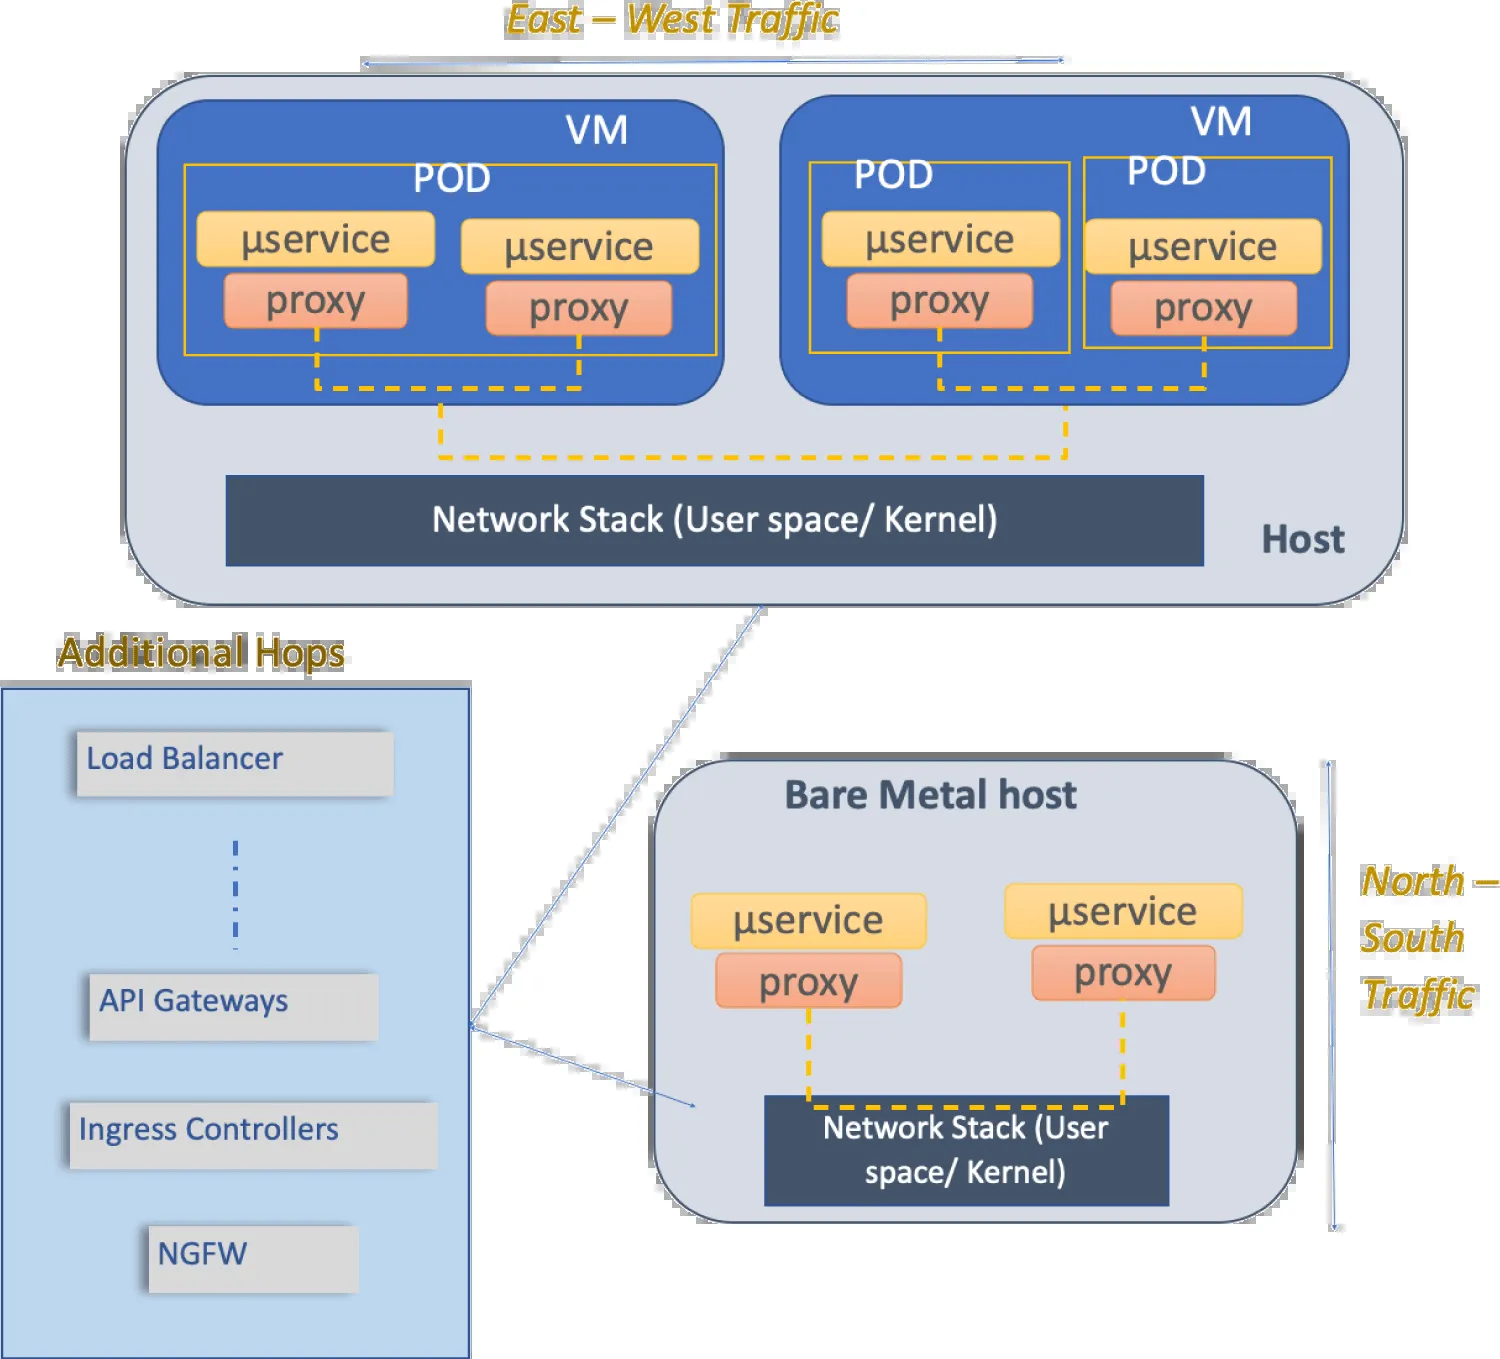 East – West Traffic
VM
POD
µservice
µservice
proxy
proxy
VM
POD
POD
µservice
µservice
proxy
proxy
Network Stack (User space/ Kernel)
Host
Additional Hops
Load Balancer
API Gateways
Ingress Controllers
NGFW
Bare Metal host
µservice
µservice
proxy
proxy
Network Stack (User
space/ Kernel)
North –
South
Traffic